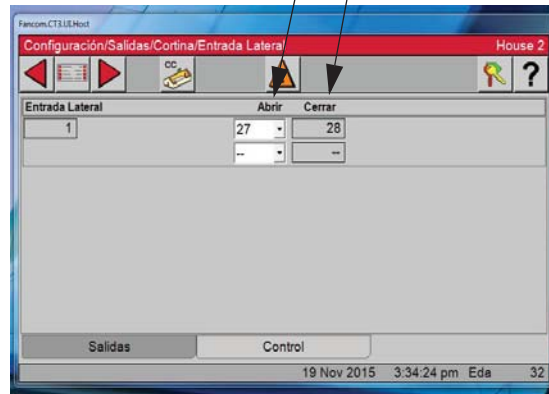 Fancom.CT3.UI.Host
Configuración/Salidas/Cortina/Entrada Lateral House 2
CC
?
Entrada Lateral Abrir Cerrar
1 27 28
-- --
Salidas Control
19 Nov 2015 3:34:24 pm Eda 32